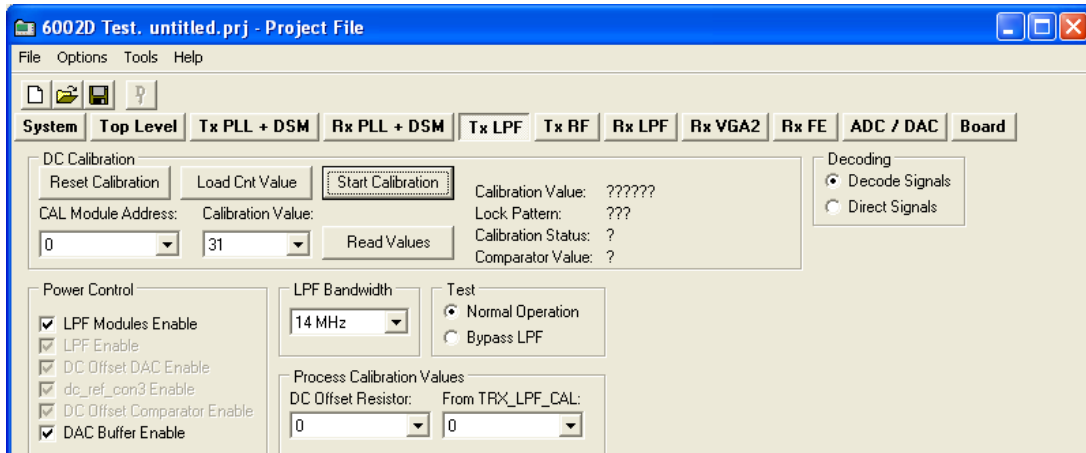 6002D Test. untitled.prj - Project File
File Options Tools Help
System Top Level Tx PLL + DSM Rx PLL + DSM Tx LPF Tx RF Rx LPF Rx VGA2 Rx FE ADC / DAC Board
DC Calibration
Reset Calibration Load Cnt Value Start Calibration
CAL Module Address: Calibration Value:
0 31 Read Values
Calibration Value: ??????
Lock Pattern: ???
Calibration Status: ?
Comparator Value: ?
Decoding
Decode Signals
Direct Signals
Power Control
LPF Modules Enable
LPF Enable
DC Offset DAC Enable
dc_ref_con3 Enable
DC Offset Comparator Enable
DAC Buffer Enable
LPF Bandwidth
14 MHz
Test
Normal Operation
Bypass LPF
Process Calibration Values
DC Offset Resistor: From TRX_LPF_CAL:
0 0